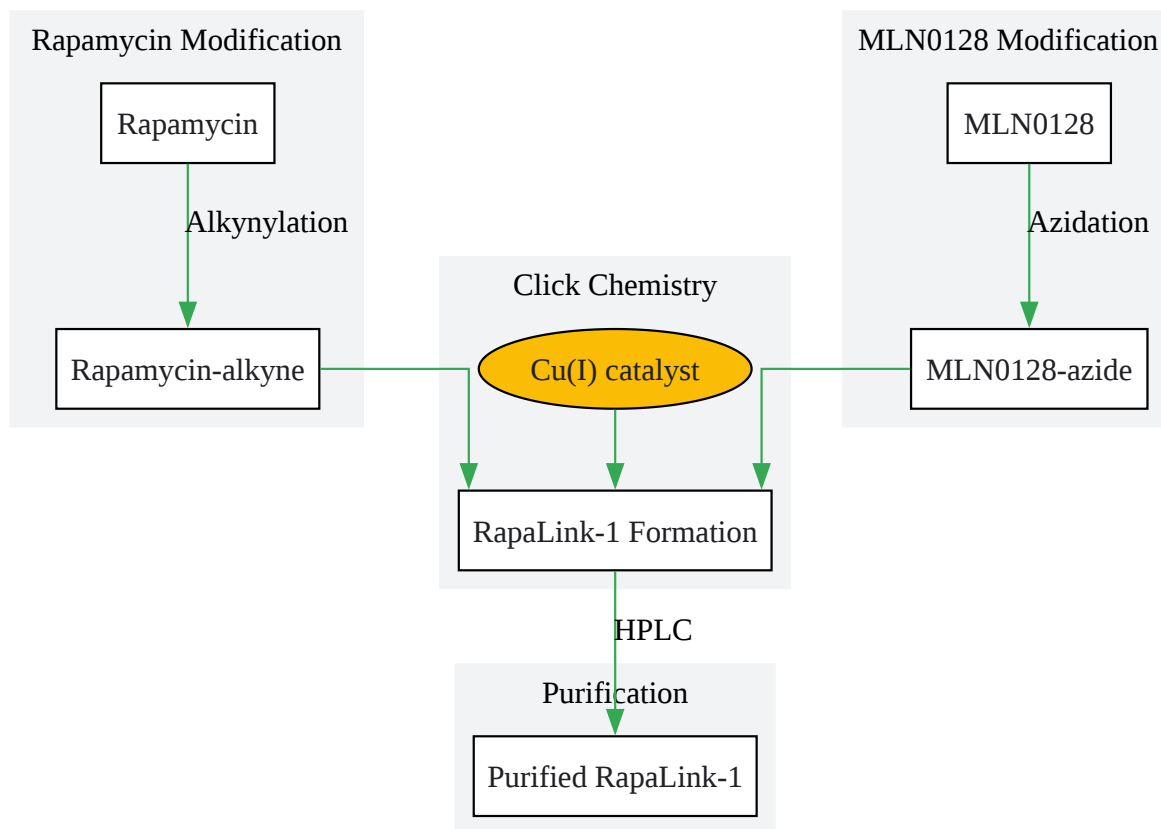 Rapamycin Modification
MLN0128 Modification
Rapamycin
MLN0128
Alkynylation
Azidation
Click Chemistry
Rapamycin-alkyne
Cu(I) catalyst
MLN0128-azide
RapaLink-1 Formation
HPLC
Purification
Purified RapaLink-1